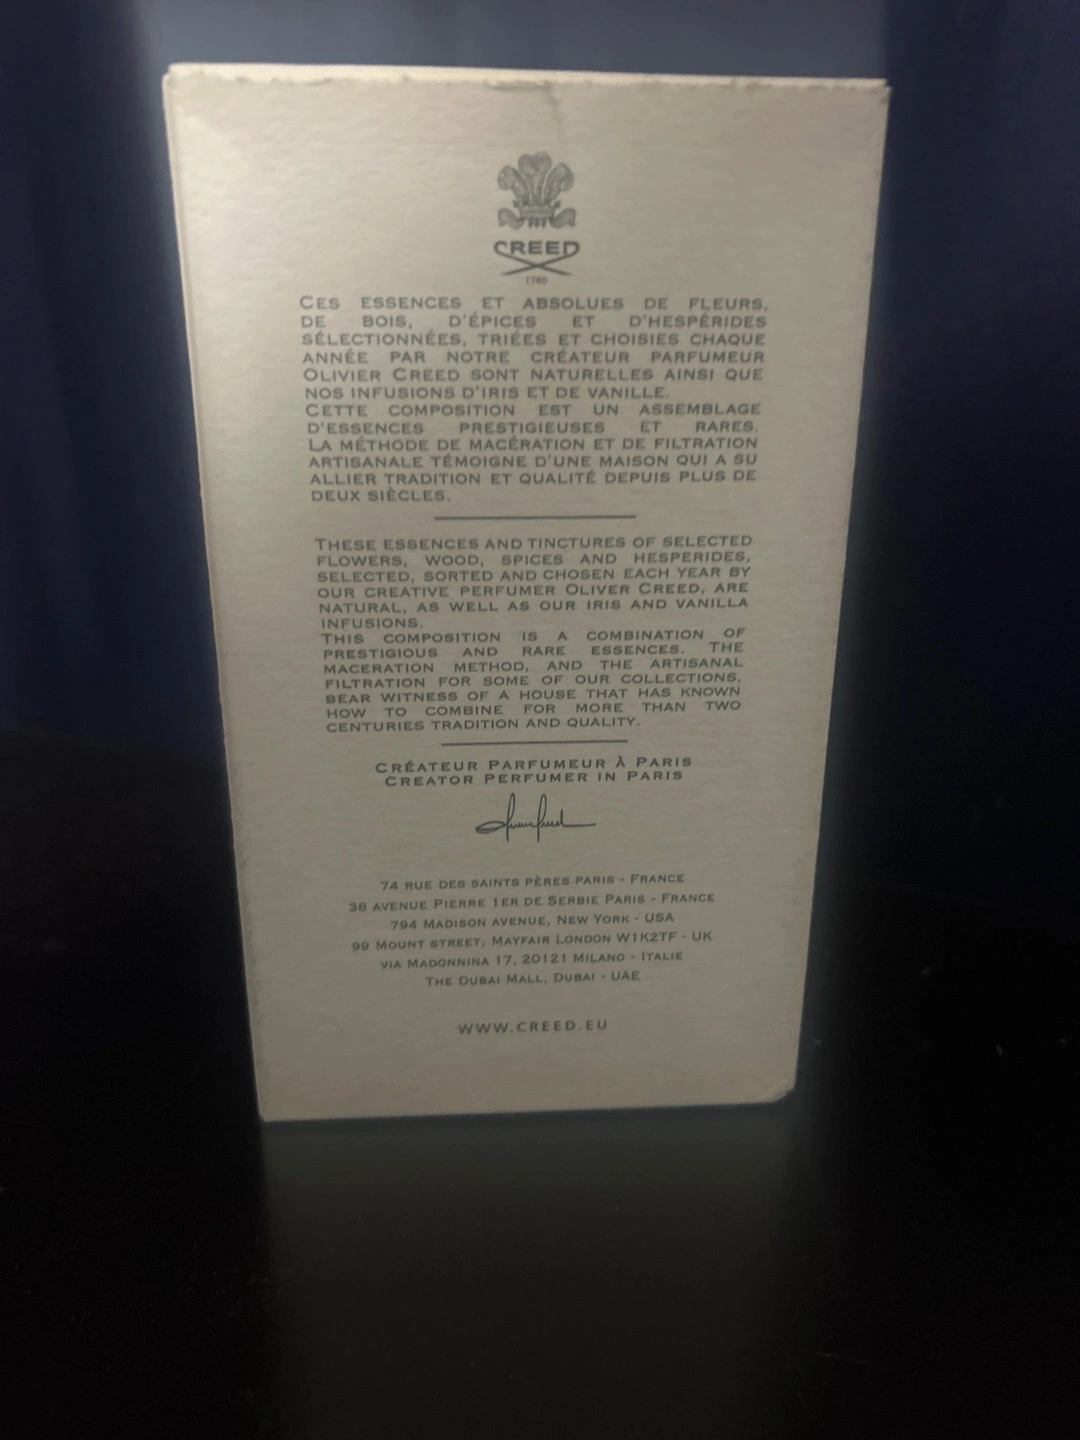 CREED
1760
CES ESSENCES ET ABSOLUES DE FLEURS,
DE BOIS, D'ÉPICES ET D'HESPÉRIDES
SÉLECTIONNÉES, TRIÉES ET CHOISIES CHAQUE
ANNÉE PAR NOTRE CRÉATEUR PARFUMEUR
OLIVIER CREED SONT NATURELLES AINSI QUE
NOS INFUSIONS D'IRIS ET DE VANILLE.
CETTE COMPOSITION EST UN ASSEMBLAGE
D'ESSENCES PRESTIGIEUSES ET RARES.
LA MÉTHODE DE MACÉRATION ET DE FILTRATION
ARTISANALE TÉMOIGNE D'UNE MAISON QUI A SU
ALLIER TRADITION ET QUALITÉ DEPUIS PLUS DE
DEUX SIÈCLES.
THESE ESSENCES AND TINCTURES OF SELECTED
FLOWERS, WOOD, SPICES AND HESPERIDES,
SELECTED, SORTED AND CHOSEN EACH YEAR BY
OUR CREATIVE PERFUMER OLIVER CREED, ARE
NATURAL, AS WELL AS OUR IRIS AND VANILLA
INFUSIONS.
THIS COMPOSITION IS A COMBINATION OF
PRESTIGIOUS AND RARE ESSENCES. THE
MACERATION METHOD, AND THE ARTISANAL
FILTRATION FOR SOME OF OUR COLLECTIONS,
BEAR WITNESS OF A HOUSE THAT HAS KNOWN
HOW TO COMBINE FOR MORE THAN TWO
CENTURIES TRADITION AND QUALITY.
CRÉATEUR PARFUMEUR À PARIS
CREATOR PERFUMER IN PARIS
74 RUE DES SAINTS PÈRES PARIS - FRANCE
38 AVENUE PIERRE 1ER DE SERBIE PARIS - FRANCE
794 MADISON AVENUE, NEW YORK - USA
99 MOUNT STREET, MAYFAIR LONDON W1K2TF - UK
VIA MADONNINA 17, 20121 MILANO - ITALIE
THE DUBAI MALL, DUBAI - UAE
WWW.CREED.EU